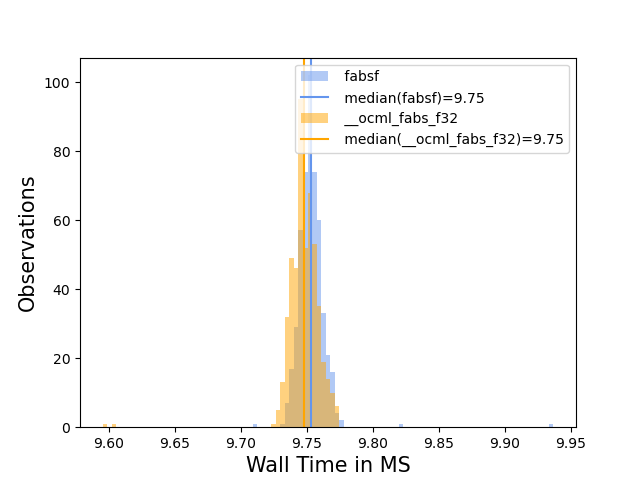 fabsf
median(fabsf)=9.75
__ocml_fabs_f32
median(__ocml_fabs_f32)=9.75
100
80
60
40
20
0
Observations
9.60 9.65 9.70 9.75 9.80 9.85 9.90 9.95
Wall Time in MS